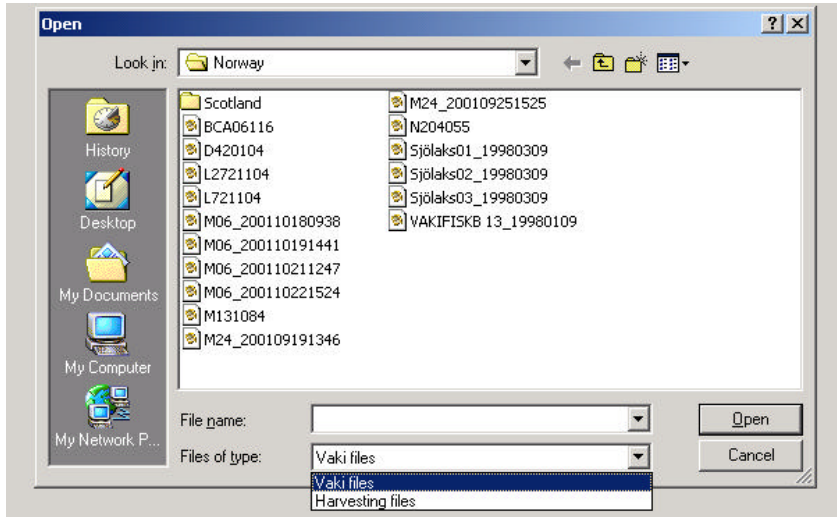 Open
Look in: Norway
History
Desktop
My Documents
My Computer
My Network P...
Scotland
BCA06116
D420104
L2721104
L721104
M06_200110180938
M06_200110191441
M06_200110211247
M06_200110221524
M131084
M24_200109191346
M24_200109251525
N204055
Sjölaks01_19980309
Sjölaks02_19980309
Sjölaks03_19980309
VAKIFISKB 13_19980109
File name:
Open
Files of type: Vaki files
Cancel
Vaki files
Harvesting files